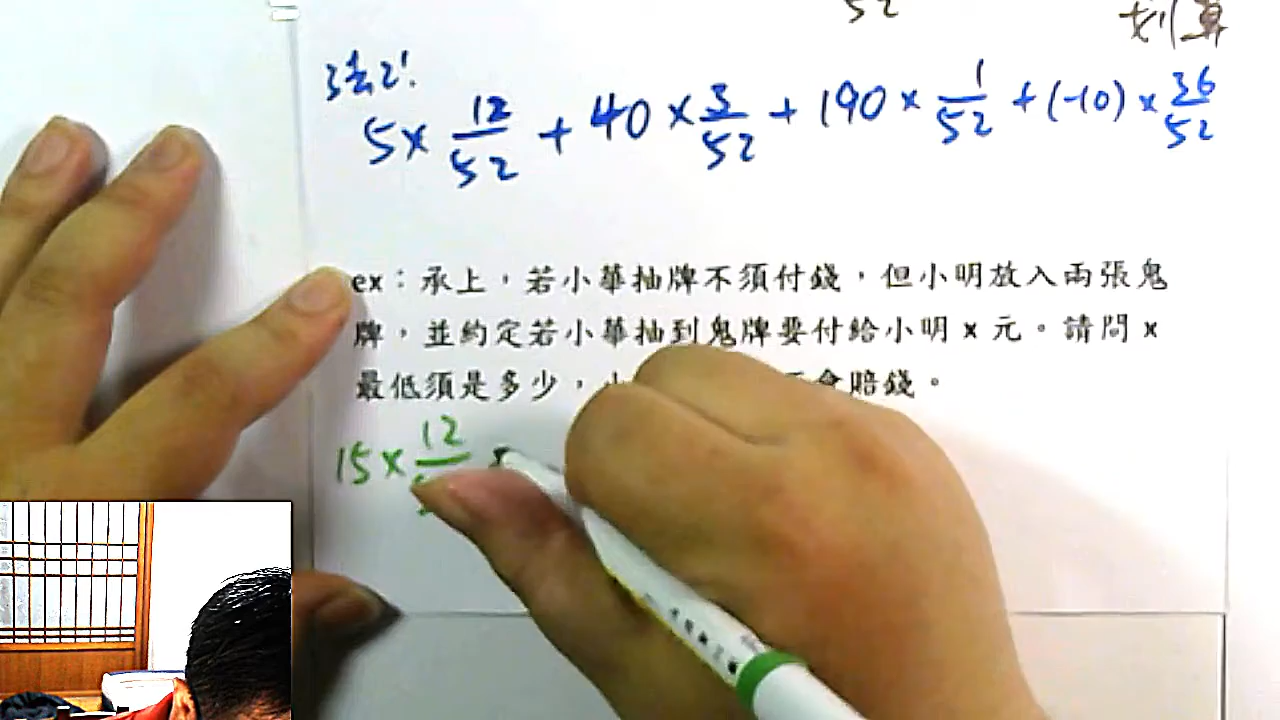 52
划算
3法2!
5 × 12/52 + 40 × 3/52 + 190 × 1/52 + (-10) × 36/52
ex：承上，若小華抽牌不須付錢，但小明放入兩張鬼
牌，並約定若小華抽到鬼牌要付給小明 x 元。請問 x
最低須是多少，小 會賠錢。
15 × 12